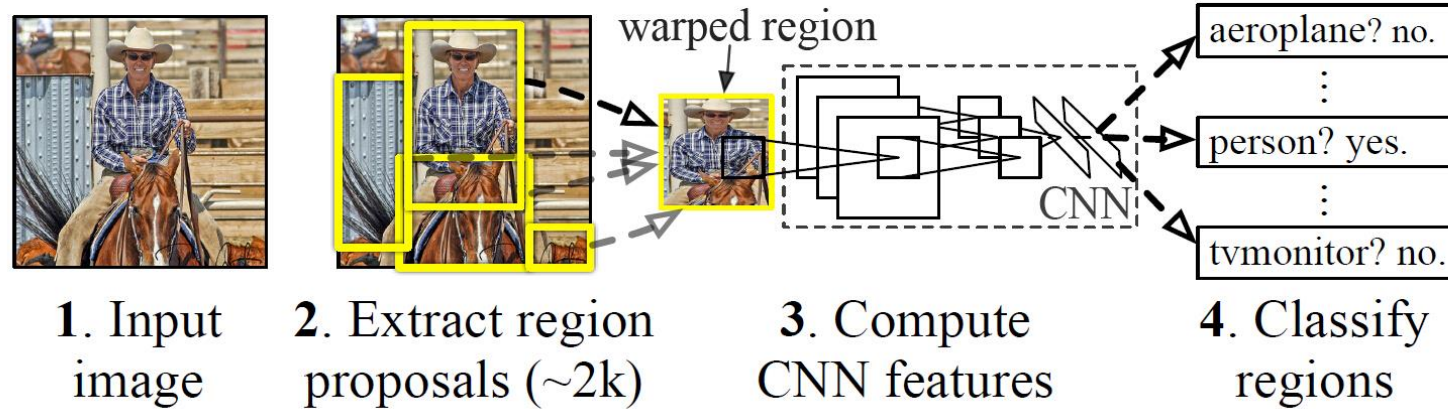 warped region
aeroplane? no.
⋮
person? yes.
CNN
⋮
tvmonitor? no.
1. Input
image
2. Extract region
proposals (~2k)
3. Compute
CNN features
4. Classify
regions